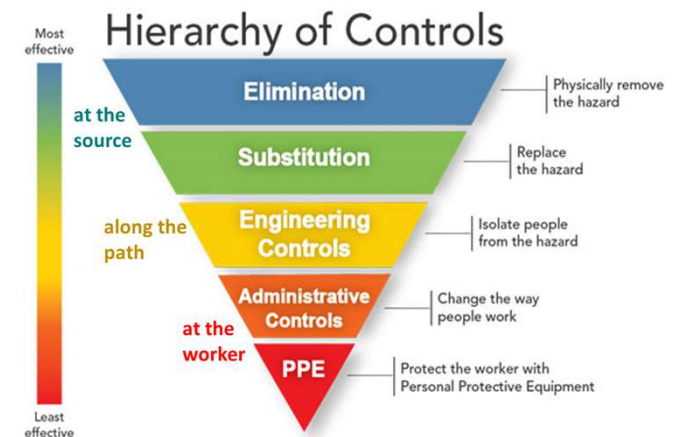 Hierarchy of Controls
Most
effective
Elimination
Physically remove
the hazard
at the
source
Substitution
Replace
the hazard
along the
path
Engineering
Controls
Isolate people
from the hazard
Administrative
Controls
Change the way
people work
at the
worker
PPE
Protect the worker with
Personal Protective Equipment
Least
effective